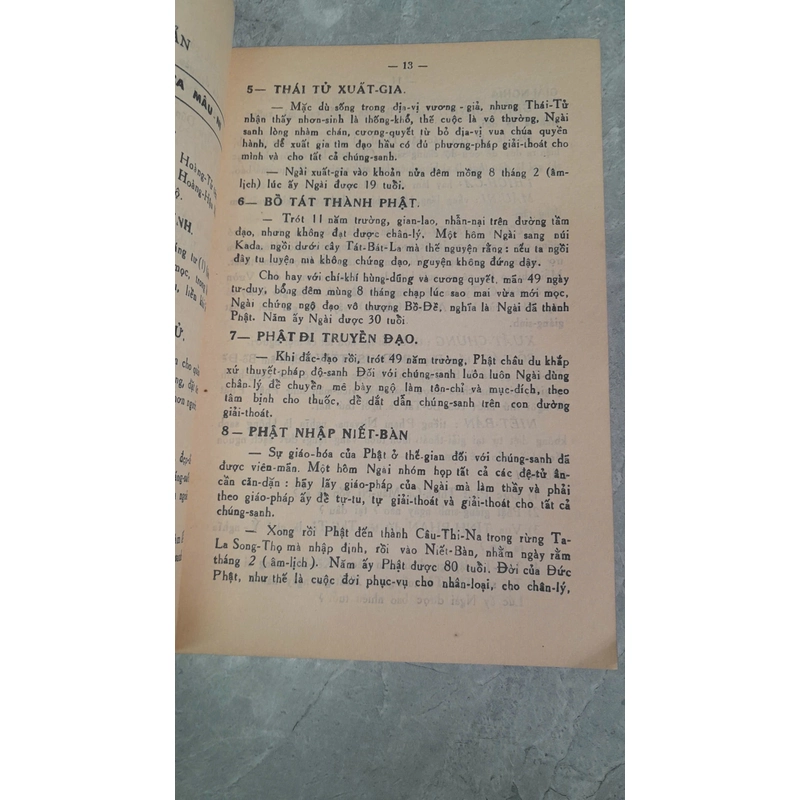 ẪN
CA MÂU-NI
Hoàng-Tử
Hoàng-Hậu
NH.
mọc, trong
Ử.
— 13 —
5— THÁI TỬ XUẤT-GIA.
— Mặc dù sống trong địa-vị vương-giả, nhưng Thái-Tử
nhận thấy nhơn-sinh là thống-khổ, thế cuộc là vô thường, Ngài
sanh lòng nhàm chán, cương-quyết từ bỏ địa-vị vua chúa quyền
hành, để xuất gia tìm đạo hầu có đủ phương-pháp giải-thoát cho
mình và cho tất cả chúng-sanh.
— Ngài xuất-gia vào khoản nửa đêm mồng 8 tháng 2 (âm-
lịch) lúc ấy Ngài được 19 tuổi.
6— BỒ TÁT THÀNH PHẬT.
— Trót 11 năm trường, gian-lao, nhẫn-nại trên đường tầm
đạo, nhưng không đạt được chân-lý. Một hôm Ngài sang núi
Kada, ngồi dưới cây Tát-Bát-La mà thế nguyện rằng : nếu ta ngồi
đây tu luyện mà không chứng đạo, nguyện không đứng dậy.
Cho hay với chí-khí hùng-dũng và cương quyết, mãn 49 ngày
tư-duy, bổng đêm mùng 8 tháng chạp lúc sao mai vừa mới mọc,
Ngài chứng ngộ đạo vô thượng Bồ-Đề, nghĩa là Ngài đã thành
Phật. Năm ấy Ngài được 30 tuổi.
7— PHẬT ĐI TRUYỀN ĐẠO.
— Khi đắc-đạo rồi, trót 49 năm trường, Phật châu du khắp
xứ thuyết-pháp độ-sanh Đối với chúng-sanh luôn luôn Ngài dùng
chân-lý để chuyển mê bày ngộ làm tôn-chỉ và mục-đích, theo
tâm bịnh cho thuốc, để dắt dẫn chúng-sanh trên con đường
giải-thoát.
8— PHẬT NHẬP NIẾT-BÀN
— Sự giáo-hóa của Phật ở thế-gian đối với chúng-sanh đã
được viên-mãn. Một hôm Ngài nhóm họp tất cả các đệ-tử ân-
cần căn-dặn : hãy lấy giáo-pháp của Ngài mà làm thầy và phải
theo giáo-pháp ấy để tự-tu, tự giải-thoát và giải-thoát cho tất cả
chúng-sanh.
— Xong rồi Phật đến thành Câu-Thi-Na trong rừng Ta-
La Song-Thọ mà nhập định, rồi vào Niết-Bàn, nhằm ngày rằm
tháng 2 (âm-lịch). Năm ấy Phật được 80 tuổi. Đời của Đức
Phật, như thế là cuộc đời phục-vụ cho nhân-loại, cho chân-lý,